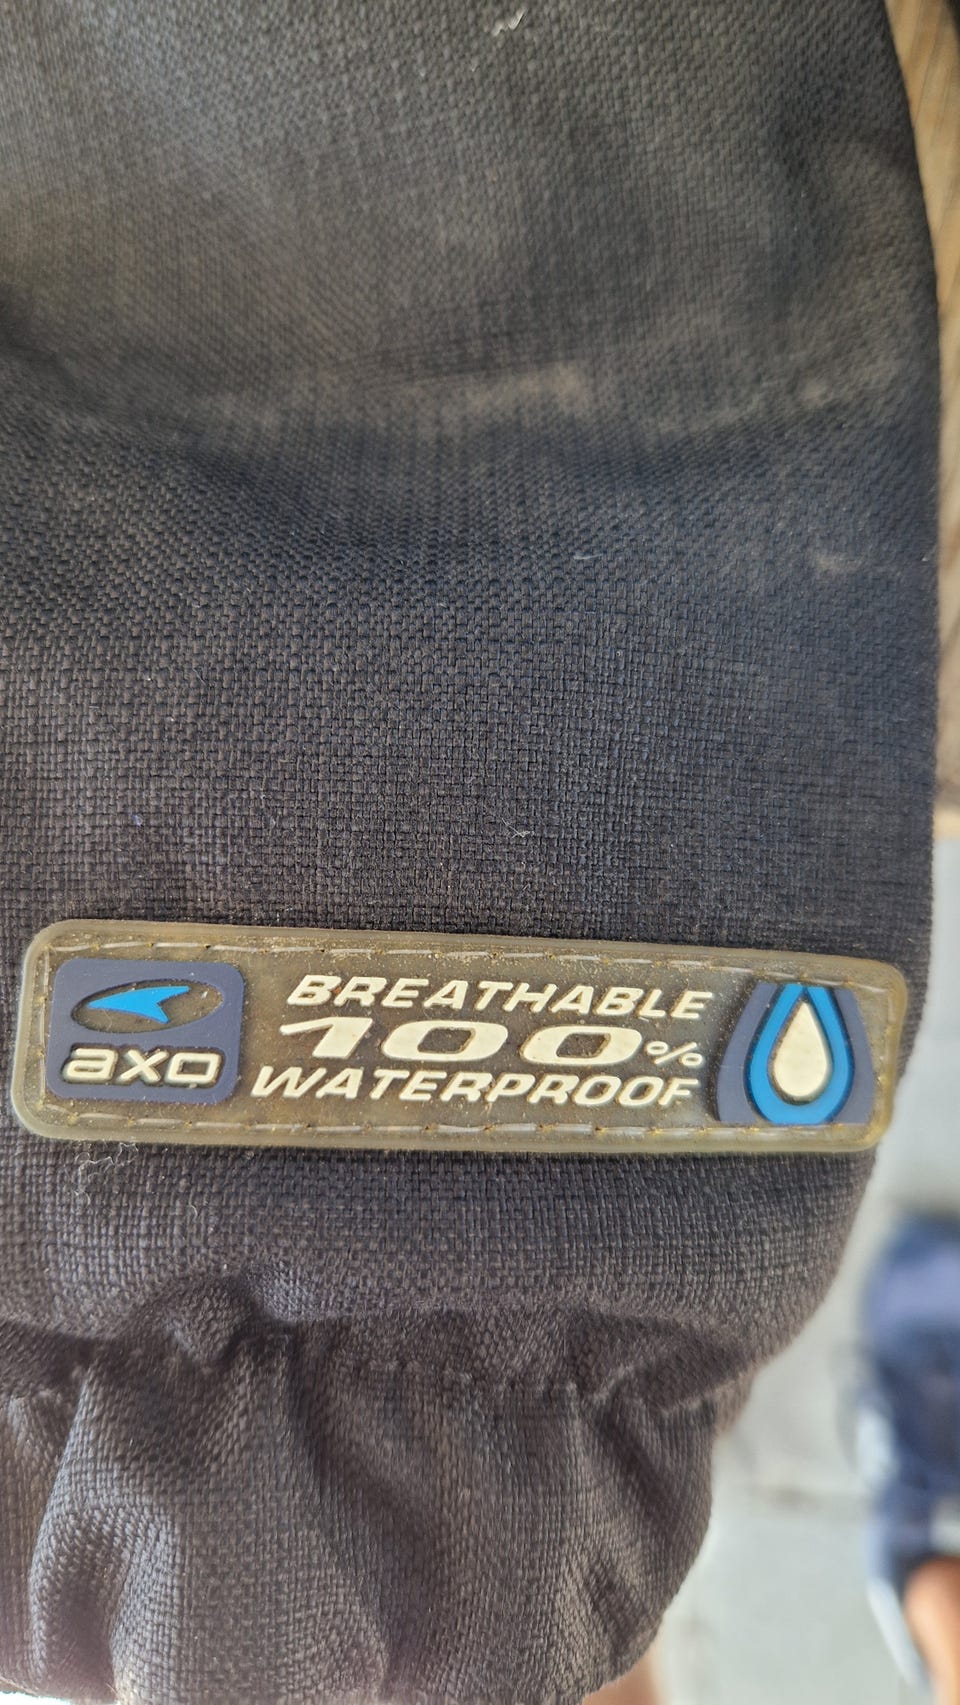 axo
BREATHABLE
100%
WATERPROOF